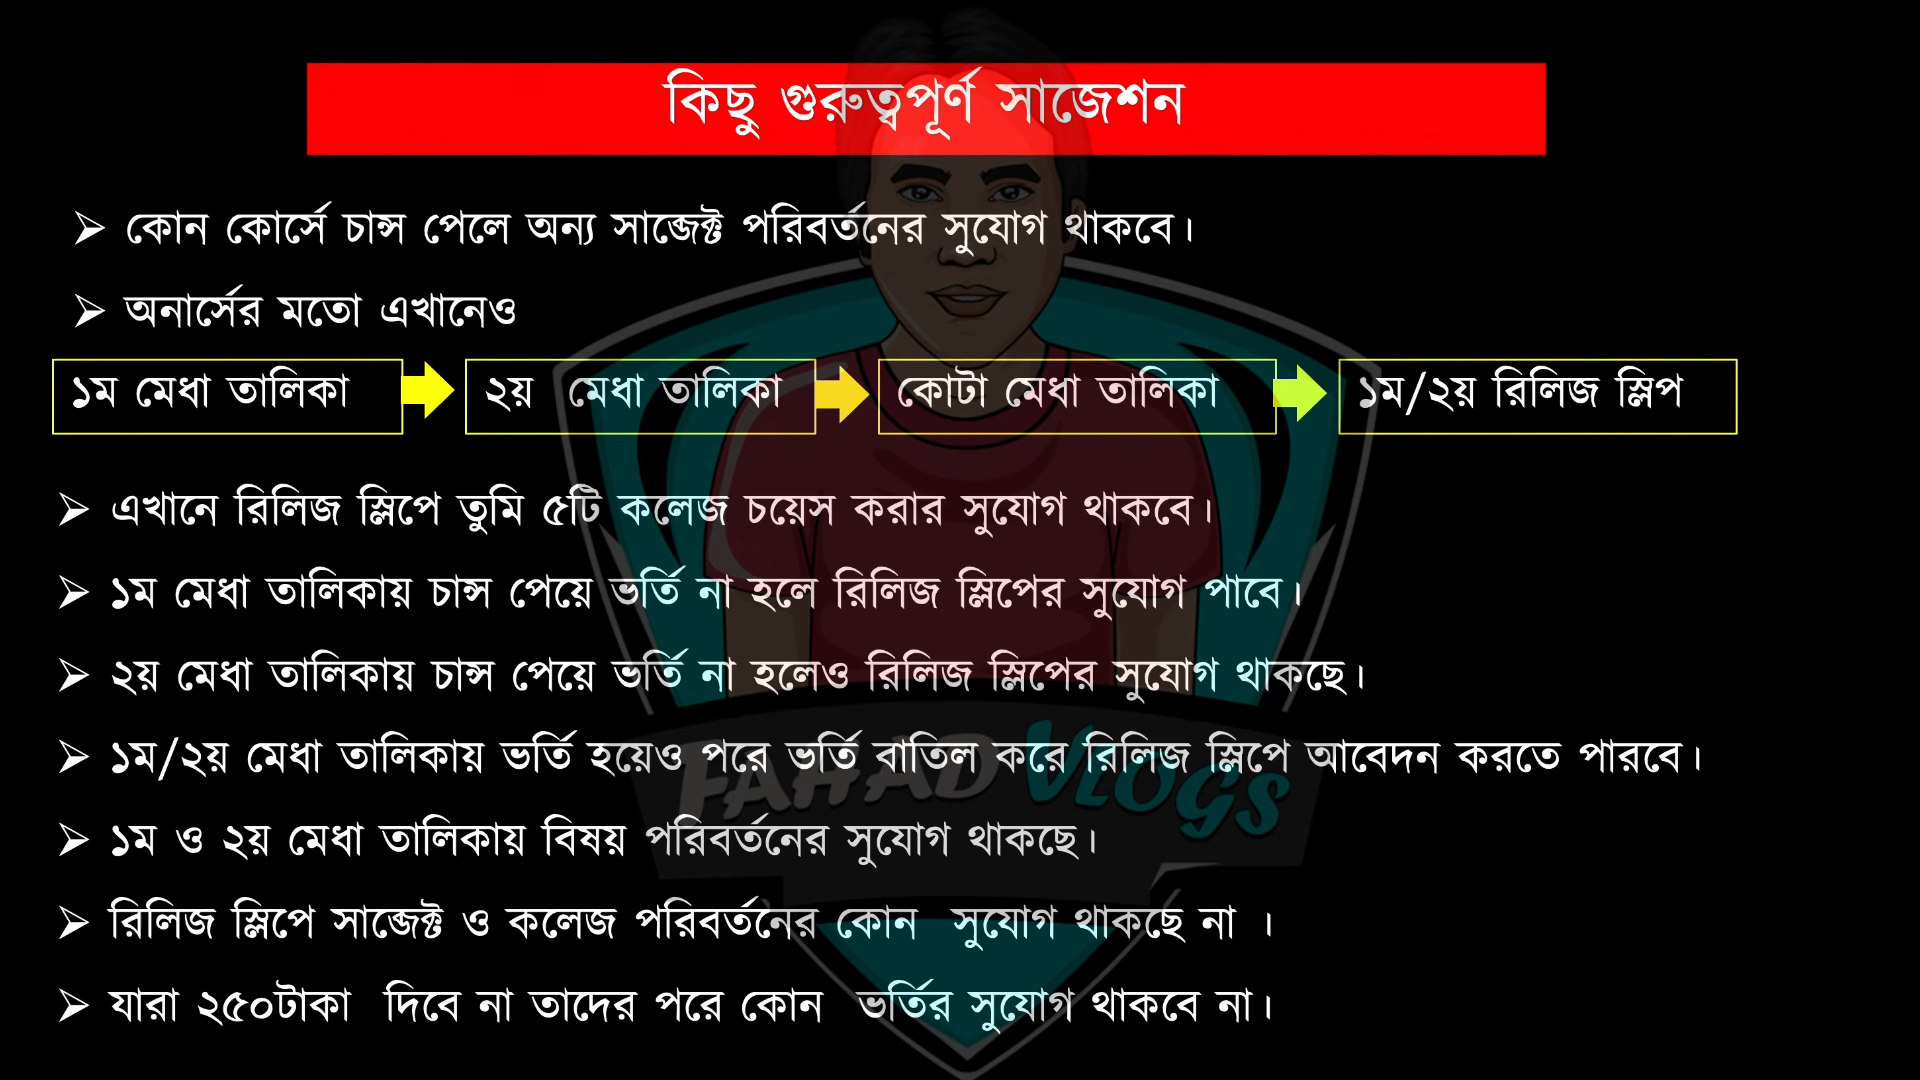 কিছু গুরুত্বপূর্ণ সাজেশন
➢ কোন কোর্সে চান্স পেলে অন্য সাব্জেক্ট পরিবর্তনের সুযোগ থাকবে।
➢ অনার্সের মতো এখানেও
১ম মেধা তালিকা ২য় মেধা তালিকা কোটা মেধা তালিকা ১ম/২য় রিলিজ স্লিপ
➢ এখানে রিলিজ স্লিপে তুমি ৫টি কলেজ চয়েস করার সুযোগ থাকবে।
➢ ১ম মেধা তালিকায় চান্স পেয়ে ভর্তি না হলে রিলিজ স্লিপের সুযোগ পাবে।
➢ ২য় মেধা তালিকায় চান্স পেয়ে ভর্তি না হলেও রিলিজ স্লিপের সুযোগ থাকছে।
➢ ১ম/২য় মেধা তালিকায় ভর্তি হয়েও পরে ভর্তি বাতিল করে রিলিজ স্লিপে আবেদন করতে পারবে।
FAHAD VLOGS
➢ ১ম ও ২য় মেধা তালিকায় বিষয় পরিবর্তনের সুযোগ থাকছে।
➢ রিলিজ স্লিপে সাব্জেক্ট ও কলেজ পরিবর্তনের কোন সুযোগ থাকছে না ।
➢ যারা ২৫০টাকা দিবে না তাদের পরে কোন ভর্তির সুযোগ থাকবে না।